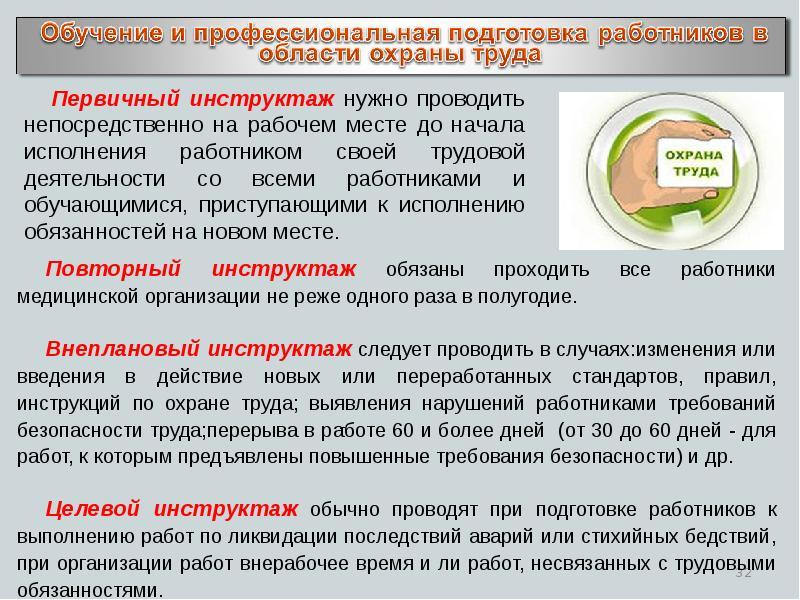 Обучение и профессиональная подготовка работников в
области охраны труда
Первичный инструктаж нужно проводить
непосредственно на рабочем месте до начала
исполнения работником своей трудовой
деятельности со всеми работниками и
обучающимися, приступающими к исполнению
обязанностей на новом месте.
ОХРАНА
ТРУДА
Повторный инструктаж обязаны проходить все работники
медицинской организации не реже одного раза в полугодие.
Внеплановый инструктаж следует проводить в случаях:изменения или
введения в действие новых или переработанных стандартов, правил,
инструкций по охране труда; выявления нарушений работниками требований
безопасности труда;перерыва в работе 60 и более дней (от 30 до 60 дней - для
работ, к которым предъявлены повышенные требования безопасности) и др.
Целевой инструктаж обычно проводят при подготовке работников к
выполнению работ по ликвидации последствий аварий или стихийных бедствий,
при организации работ внерабочее время и ли работ, несвязанных с трудовыми
обязанностями.
32